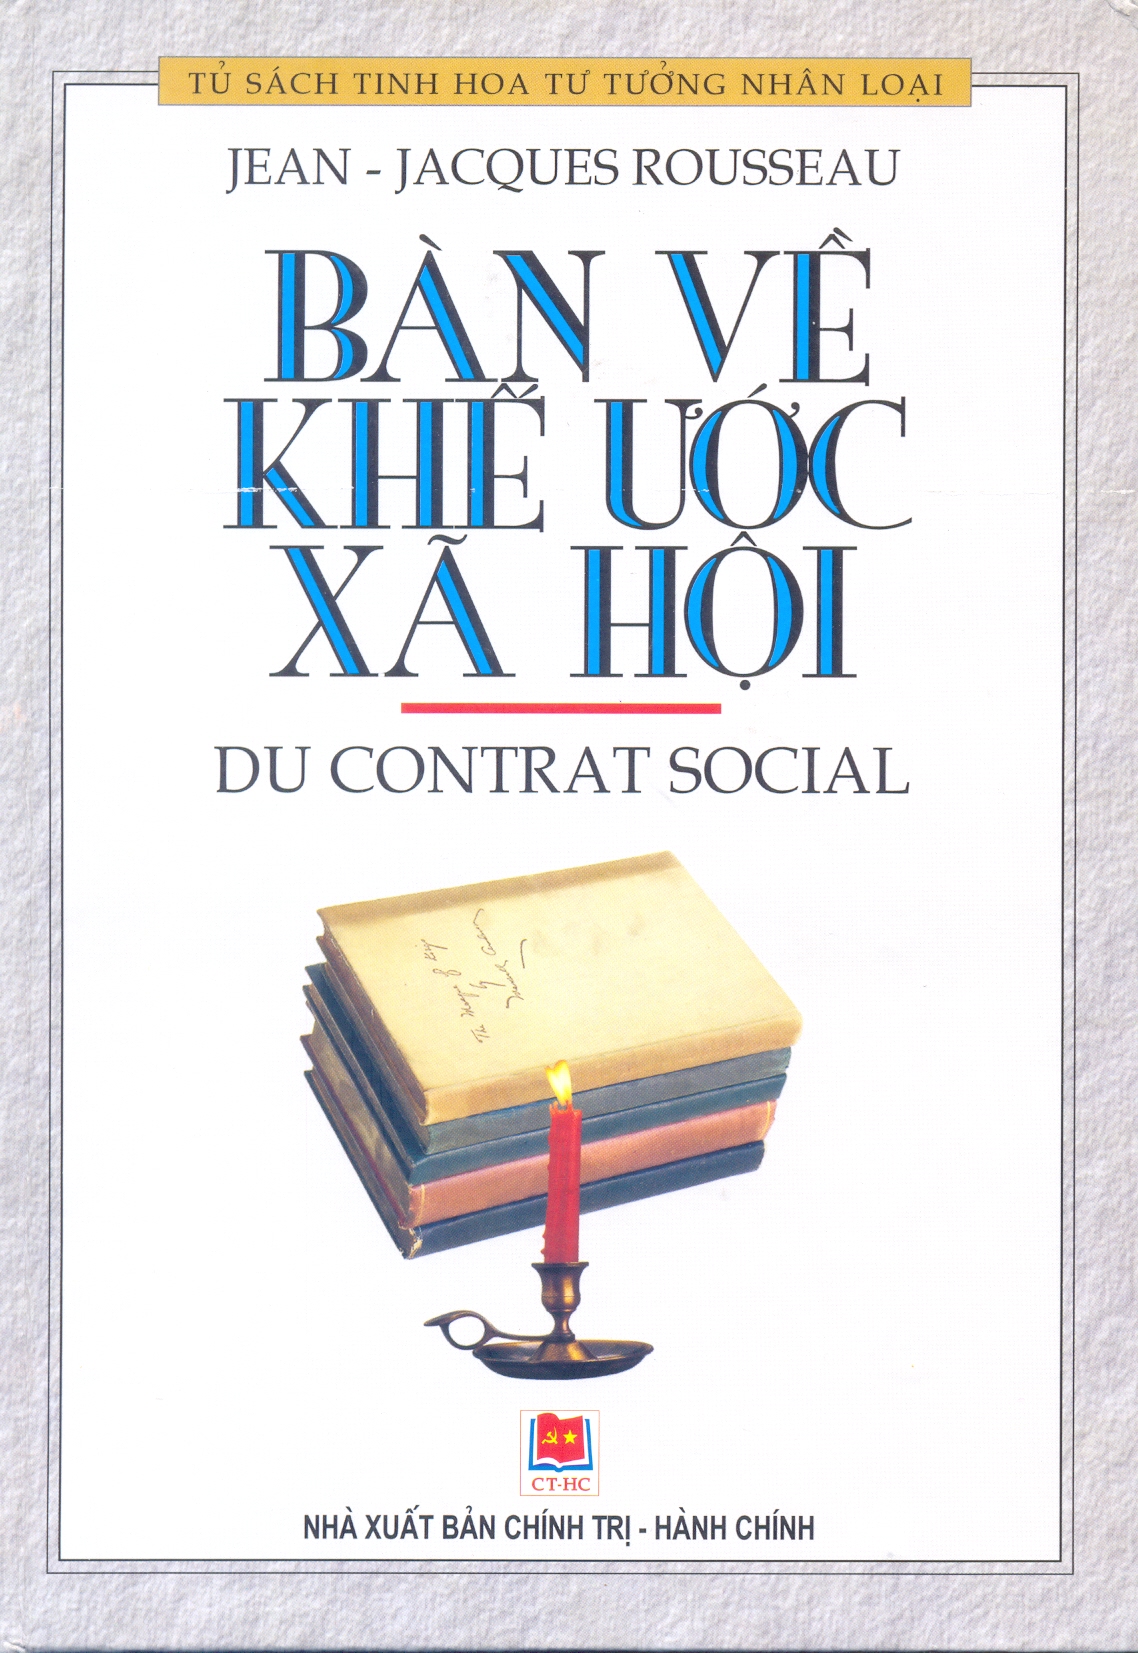 TỦ SÁCH TINH HOA TƯ TƯỞNG NHÂN LOẠI
JEAN - JACQUES ROUSSEAU
BÀN VỀ
KHẾ ƯỚC
XÃ HỘI
DU CONTRAT SOCIAL
CT-HC
NHÀ XUẤT BẢN CHÍNH TRỊ - HÀNH CHÍNH